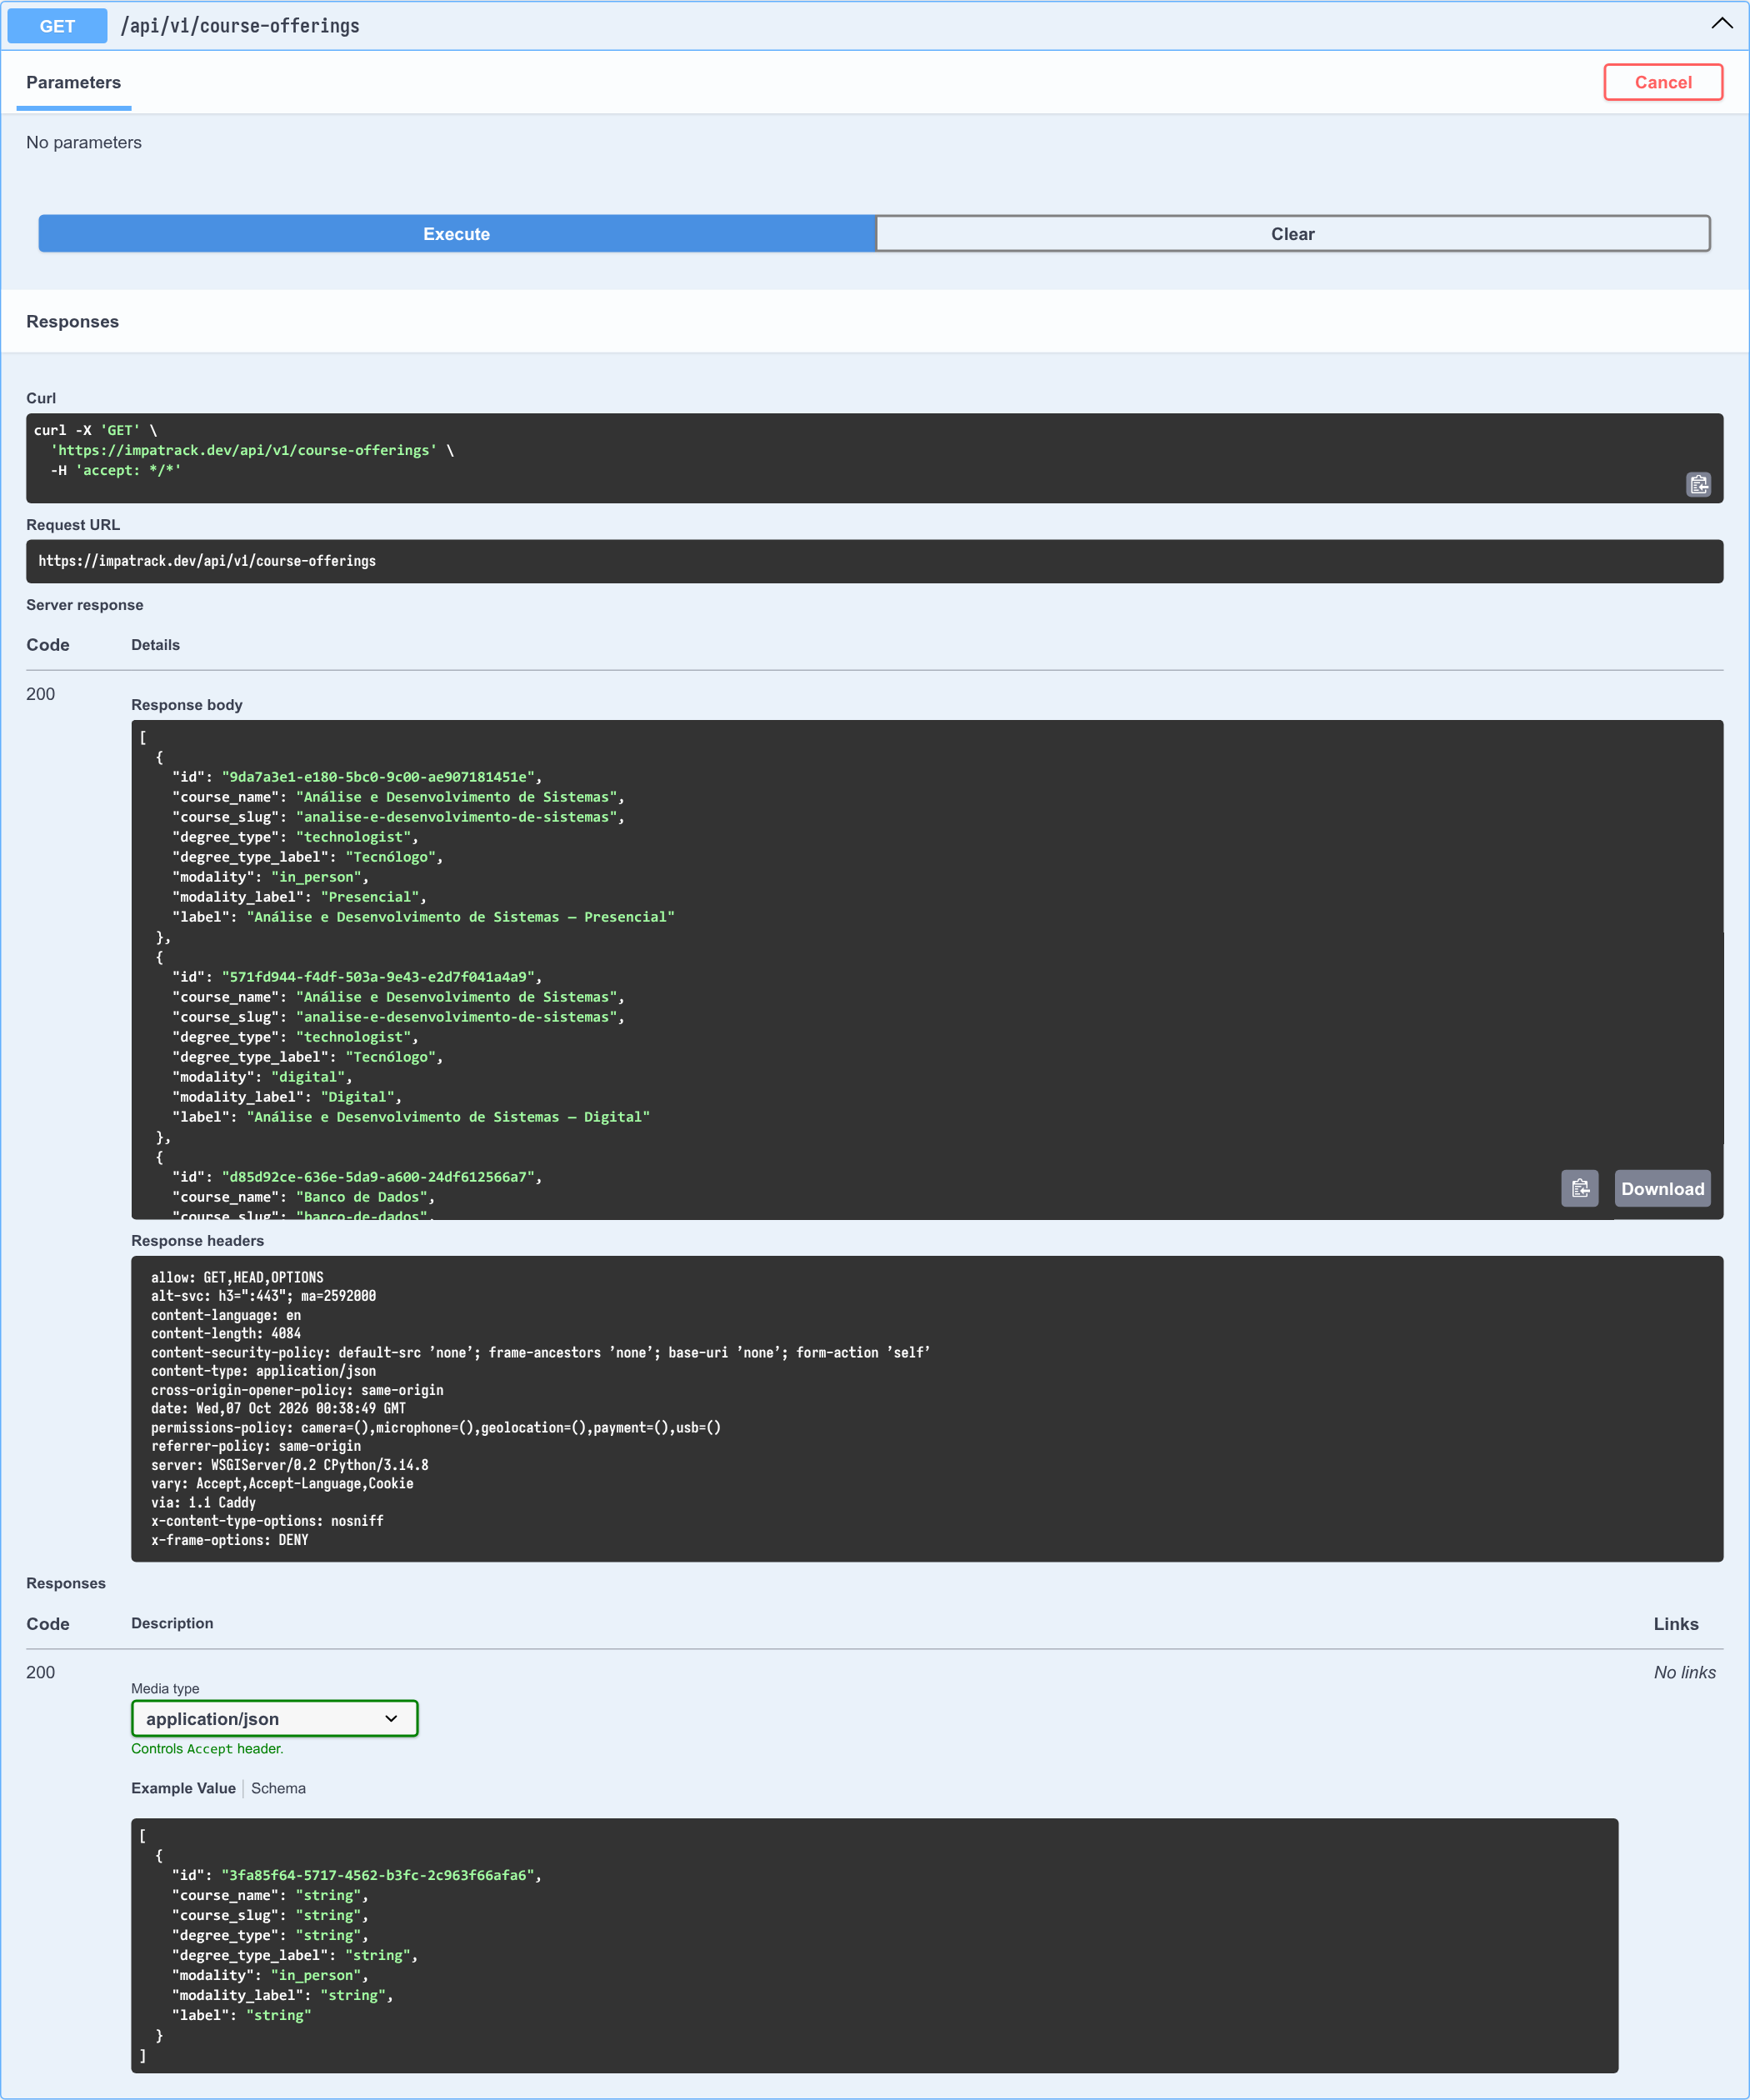 GET /api/v1/course-offerings
Parameters
Cancel
No parameters
Execute
Clear
Responses
Curl
curl -X 'GET' \
  'https://impatrack.dev/api/v1/course-offerings' \
  -H 'accept: */*'
Request URL
https://impatrack.dev/api/v1/course-offerings
Server response
Code Details
200
Response body
[
  {
    "id": "9da7a3e1-e180-5bc0-9c00-ae907181451e",
    "course_name": "Análise e Desenvolvimento de Sistemas",
    "course_slug": "analise-e-desenvolvimento-de-sistemas",
    "degree_type": "technologist",
    "degree_type_label": "Tecnólogo",
    "modality": "in_person",
    "modality_label": "Presencial",
    "label": "Análise e Desenvolvimento de Sistemas — Presencial"
  },
  {
    "id": "571fd944-f4df-503a-9e43-e2d7f041a4a9",
    "course_name": "Análise e Desenvolvimento de Sistemas",
    "course_slug": "analise-e-desenvolvimento-de-sistemas",
    "degree_type": "technologist",
    "degree_type_label": "Tecnólogo",
    "modality": "digital",
    "modality_label": "Digital",
    "label": "Análise e Desenvolvimento de Sistemas — Digital"
  },
  {
    "id": "d85d92ce-636e-5da9-a600-24df612566a7",
    "course_name": "Banco de Dados",
    "course_slug": "banco-de-dados",
Download
Response headers
allow: GET,HEAD,OPTIONS
alt-svc: h3=":443"; ma=2592000
content-language: en
content-length: 4084
content-security-policy: default-src ’none’; frame-ancestors ’none’; base-uri ’none’; form-action ’self’
content-type: application/json
cross-origin-opener-policy: same-origin
date: Wed,07 Oct 2026 00:38:49 GMT
permissions-policy: camera=(),microphone=(),geolocation=(),payment=(),usb=()
referrer-policy: same-origin
server: WSGIServer/0.2 CPython/3.14.8
vary: Accept,Accept-Language,Cookie
via: 1.1 Caddy
x-content-type-options: nosniff
x-frame-options: DENY
Responses
Code Description Links
200 No links
Media type
application/json
Controls Accept header.
Example Value Schema
[
  {
    "id": "3fa85f64-5717-4562-b3fc-2c963f66afa6",
    "course_name": "string",
    "course_slug": "string",
    "degree_type": "string",
    "degree_type_label": "string",
    "modality": "in_person",
    "modality_label": "string",
    "label": "string"
  }
]